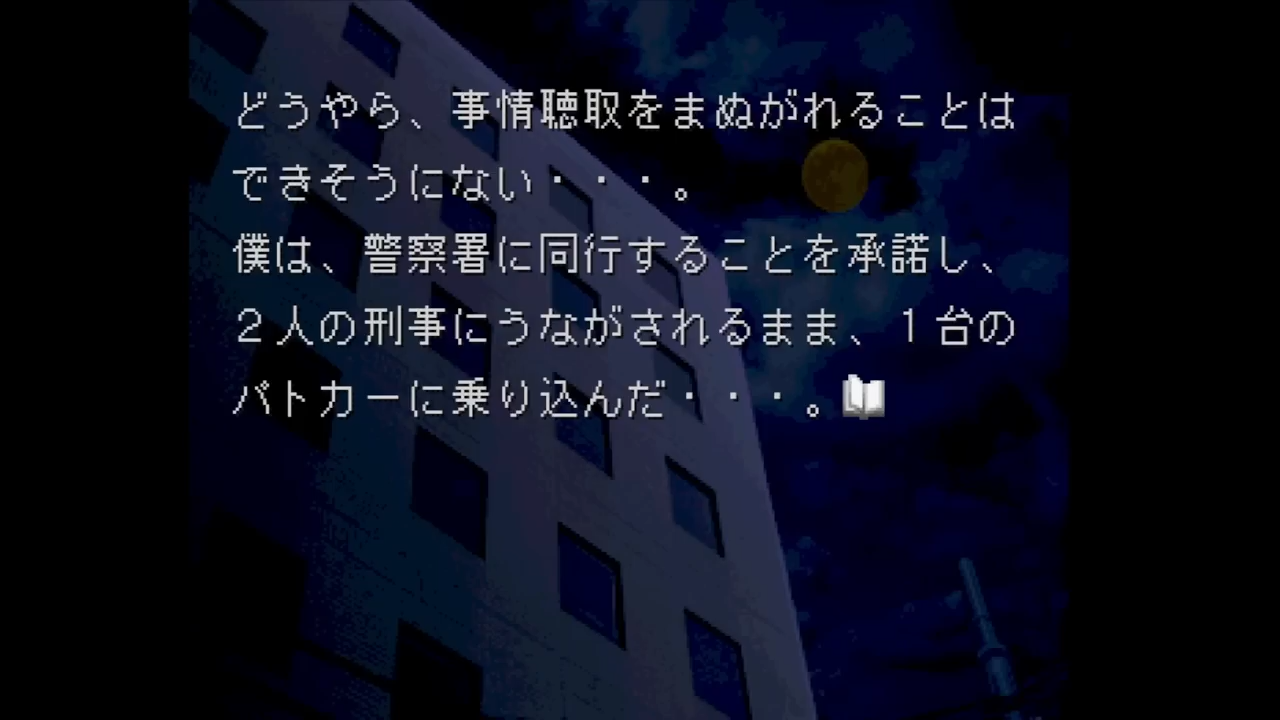 どうやら、事情聴取をまぬがれることは
できそうにない・・・。
僕は、警察署に同行することを承諾し、
２人の刑事にうながされるまま、１台の
パトカーに乗り込んだ・・・。